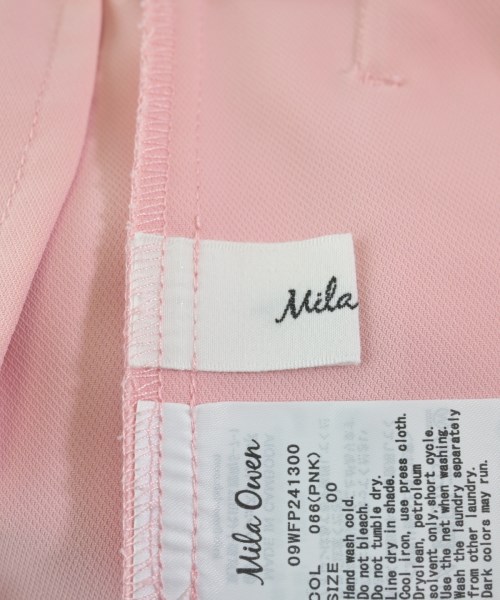 Mila
Mila Owen
09WFP241300
COL 066(PNK)
SIZE 00
Hand wash cold.
Do not bleach.
Do not tumble dry.
Line dry in shade.
Cool iron, use press cloth.
Dryclean, petroleum
solvent only,short cycle.
Use the net when washing.
Wash the laundry separately
from other laundry.
Dark colors may run.